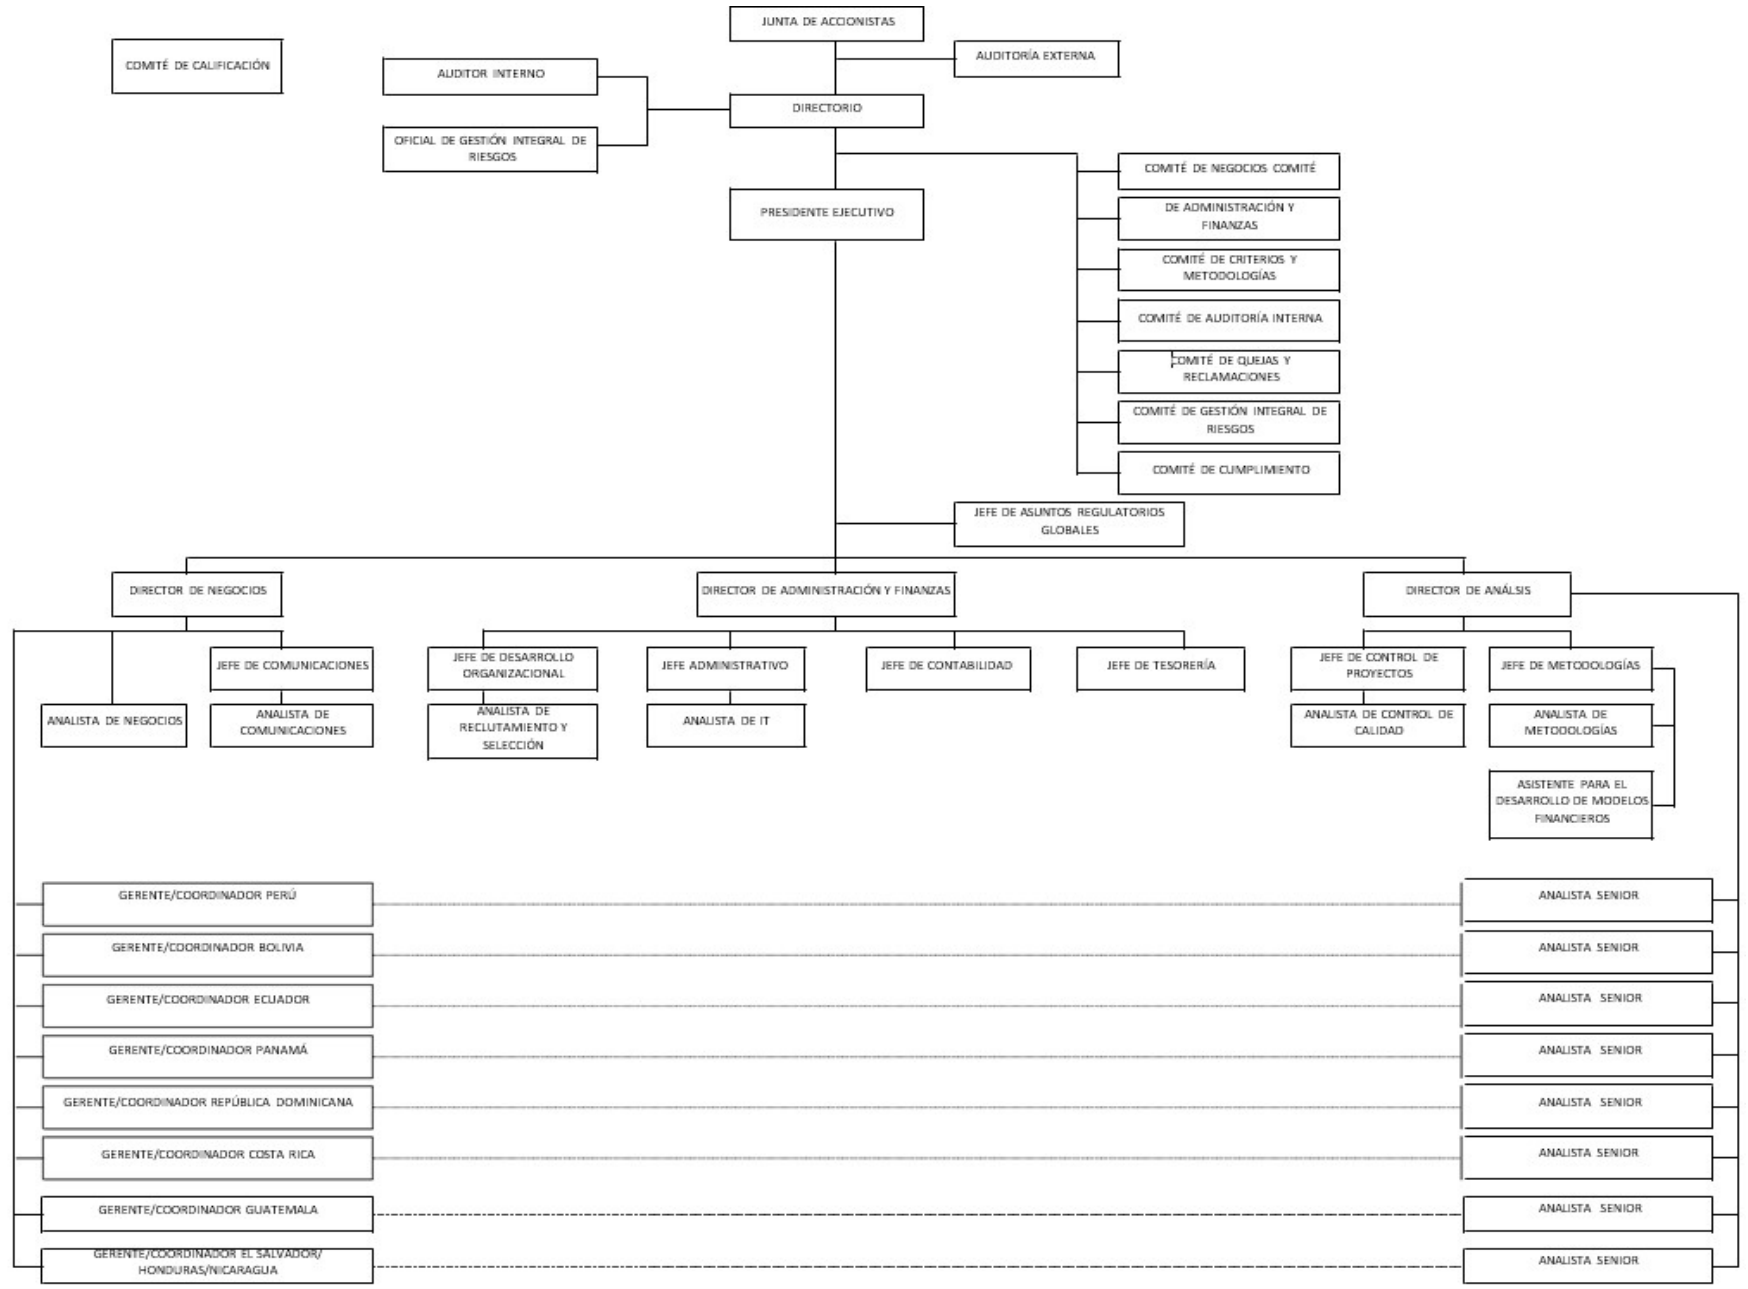 JUNTA DE ACCIONISTAS
AUDITORÍA EXTERNA
COMITÉ DE CALIFICACIÓN
AUDITOR INTERNO
DIRECTORIO
OFICIAL DE GESTIÓN INTEGRAL DE
RIESGOS
COMITÉ DE NEGOCIOS COMITÉ
PRESIDENTE EJECUTIVO
DE ADMINISTRACIÓN Y
FINANZAS
COMITÉ DE CRITERIOS Y
METODOLOGÍAS
COMITÉ DE AUDITORÍA INTERNA
COMITÉ DE QUEJAS Y
RECLAMACIONES
COMITÉ DE GESTIÓN INTEGRAL DE
RIESGOS
COMITÉ DE CUMPLIMIENTO
JEFE DE ASUNTOS REGULATORIOS
GLOBALES
DIRECTOR DE NEGOCIOS
DIRECTOR DE ADMINISTRACIÓN Y FINANZAS
DIRECTOR DE ANÁLSIS
JEFE DE COMUNICACIONES
JEFE DE DESARROLLO
ORGANIZACIONAL
JEFE ADMINISTRATIVO
JEFE DE CONTABILIDAD
JEFE DE TESORERÍA
JEFE DE CONTROL DE
PROYECTOS
JEFE DE METODOLOGÍAS
ANALISTA DE NEGOCIOS
ANALISTA DE
COMUNICACIONES
ANALISTA DE
RECLUTAMIENTO Y
SELECCIÓN
ANALISTA DE IT
ANALISTA DE CONTROL DE
CALIDAD
ANALISTA DE
METODOLOGÍAS
ASISTENTE PARA EL
DESARROLLO DE MODELOS
FINANCIEROS
GERENTE/COORDINADOR PERÚ
ANALISTA SENIOR
GERENTE/COORDINADOR BOLIVIA
ANALISTA SENIOR
GERENTE/COORDINADOR ECUADOR
ANALISTA SENIOR
GERENTE/COORDINADOR PANAMÁ
ANALISTA SENIOR
GERENTE/COORDINADOR REPÚBLICA DOMINICANA
ANALISTA SENIOR
GERENTE/COORDINADOR COSTA RICA
ANALISTA SENIOR
GERENTE/COORDINADOR GUATEMALA
ANALISTA SENIOR
GERENTE/COORDINADOR EL SALVADOR/
HONDURAS/NICARAGUA
ANALISTA SENIOR